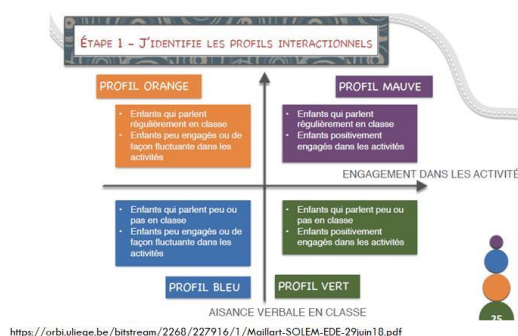 ÉTAPE 1 – J'IDENTIFIE LES PROFILS INTERACTIONNELS
PROFIL ORANGE
• Enfants qui parlent
régulièrement en classe
• Enfants peu engagés ou de
façon fluctuante dans les
activités
PROFIL MAUVE
• Enfants qui parlent
régulièrement en classe
• Enfants positivement
engagés dans les activités
ENGAGEMENT DANS LES ACTIVITÉ
• Enfants qui parlent peu ou
pas en classe
• Enfants peu engagés ou de
façon fluctuante dans les
activités
PROFIL BLEU
• Enfants qui parlent peu ou
pas en classe
• Enfants positivement
engagés dans les activités
PROFIL VERT
AISANCE VERBALE EN CLASSE
25
https://orbi.uliege.be/bitstream/2268/227916/1/Maillart-SOLEM-EDE-29juin18.pdf